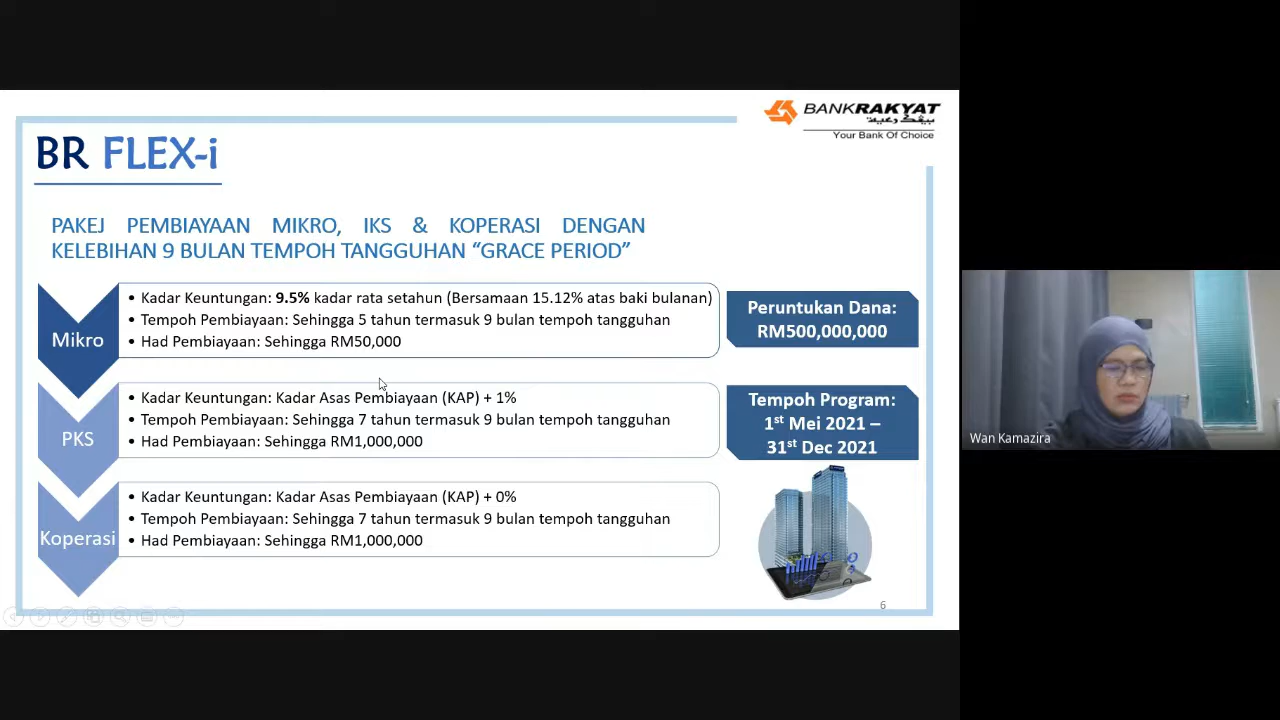 BANKRAKYAT
بيڤك رعية
Your Bank Of Choice
BR FLEX-i
PAKEJ PEMBIAYAAN MIKRO, IKS & KOPERASI DENGAN
KELEBIHAN 9 BULAN TEMPOH TANGGUHAN “GRACE PERIOD”
Mikro
• Kadar Keuntungan: 9.5% kadar rata setahun (Bersamaan 15.12% atas baki bulanan)
• Tempoh Pembiayaan: Sehingga 5 tahun termasuk 9 bulan tempoh tangguhan
• Had Pembiayaan: Sehingga RM50,000
PKS
• Kadar Keuntungan: Kadar Asas Pembiayaan (KAP) + 1%
• Tempoh Pembiayaan: Sehingga 7 tahun termasuk 9 bulan tempoh tangguhan
• Had Pembiayaan: Sehingga RM1,000,000
Koperasi
• Kadar Keuntungan: Kadar Asas Pembiayaan (KAP) + 0%
• Tempoh Pembiayaan: Sehingga 7 tahun termasuk 9 bulan tempoh tangguhan
• Had Pembiayaan: Sehingga RM1,000,000
Peruntukan Dana:
RM500,000,000
Tempoh Program:
1st Mei 2021 –
31st Dec 2021
6
Wan Kamazira